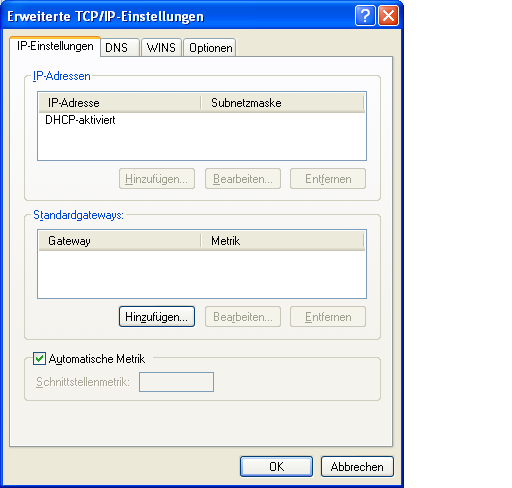 Erweiterte TCP/IP-Einstellungen
IP-Einstellungen DNS WINS Optionen
IP-Adressen
IP-Adresse Subnetzmaske
DHCP-aktiviert
Hinzufügen... Bearbeiten... Entfernen
Standardgateways:
Gateway Metrik
Hinzufügen... Bearbeiten... Entfernen
Automatische Metrik
Schnittstellenmetrik:
OK Abbrechen